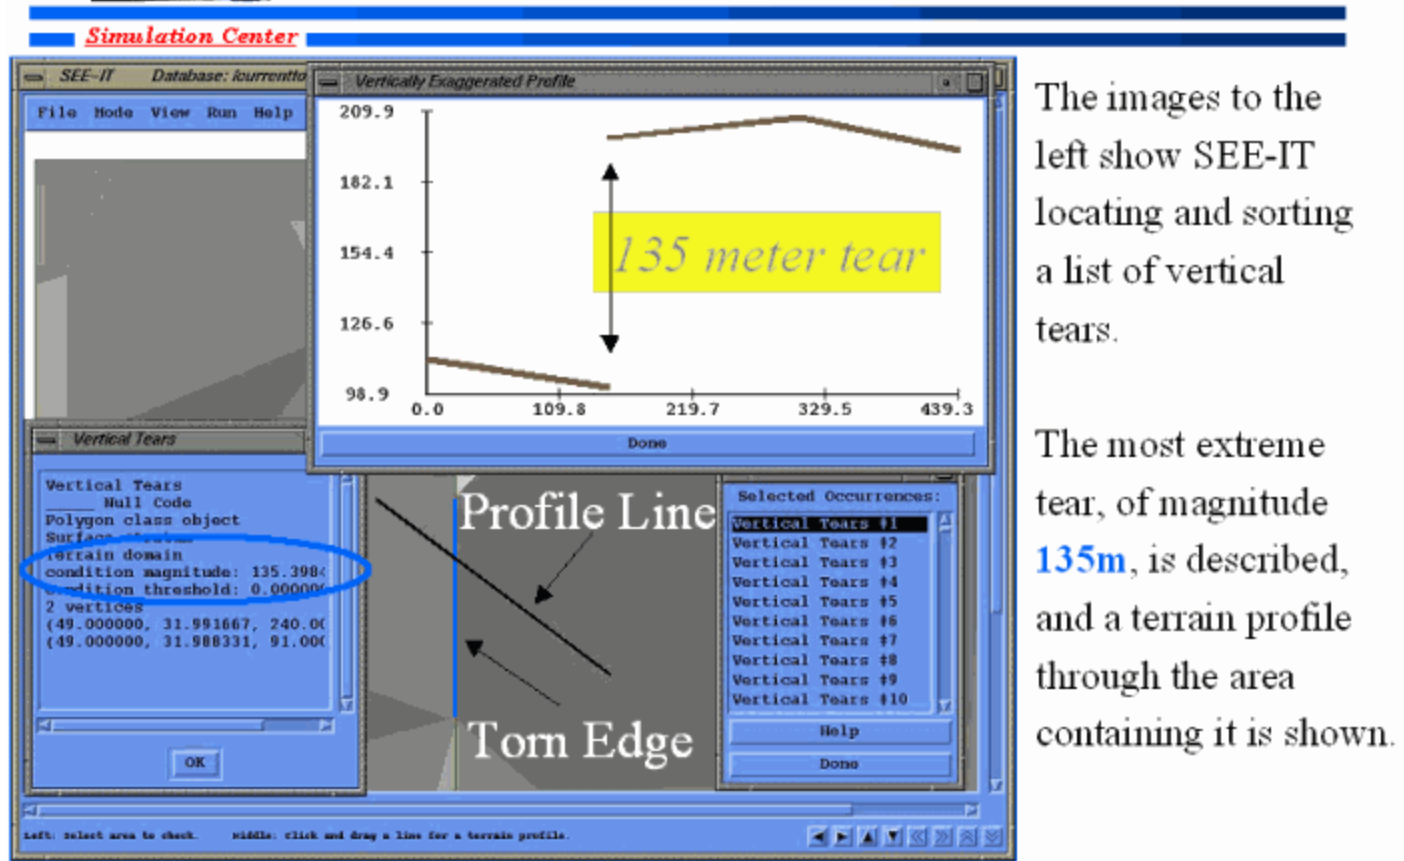 Simulation Center
SEE-IT Database: /currentto
File Mode View Run Help
Vertically Exaggerated Profile
209.9
182.1
154.4
126.6
98.9
0.0 109.8 219.7 329.5 439.3
135 meter tear
Done
Vertical Tears
Vertical Tears
_____ Null Code
Polygon class object
Surface
Terrain domain
condition magnitude: 135.398
condition threshold: 0.000000
2 vertices
(49.000000, 31.991667, 240.00
(49.000000, 31.988331, 91.000
OK
Profile Line
Torn Edge
Selected Occurrences:
Vertical Tears #1
Vertical Tears #2
Vertical Tears #3
Vertical Tears #4
Vertical Tears #5
Vertical Tears #6
Vertical Tears #7
Vertical Tears #8
Vertical Tears #9
Vertical Tears #10
Help
Done
Left: Select area to check. Middle: Click and drag a line for a terrain profile.
The images to the
left show SEE-IT
locating and sorting
a list of vertical
tears.
The most extreme
tear, of magnitude
135m, is described,
and a terrain profile
through the area
containing it is shown.